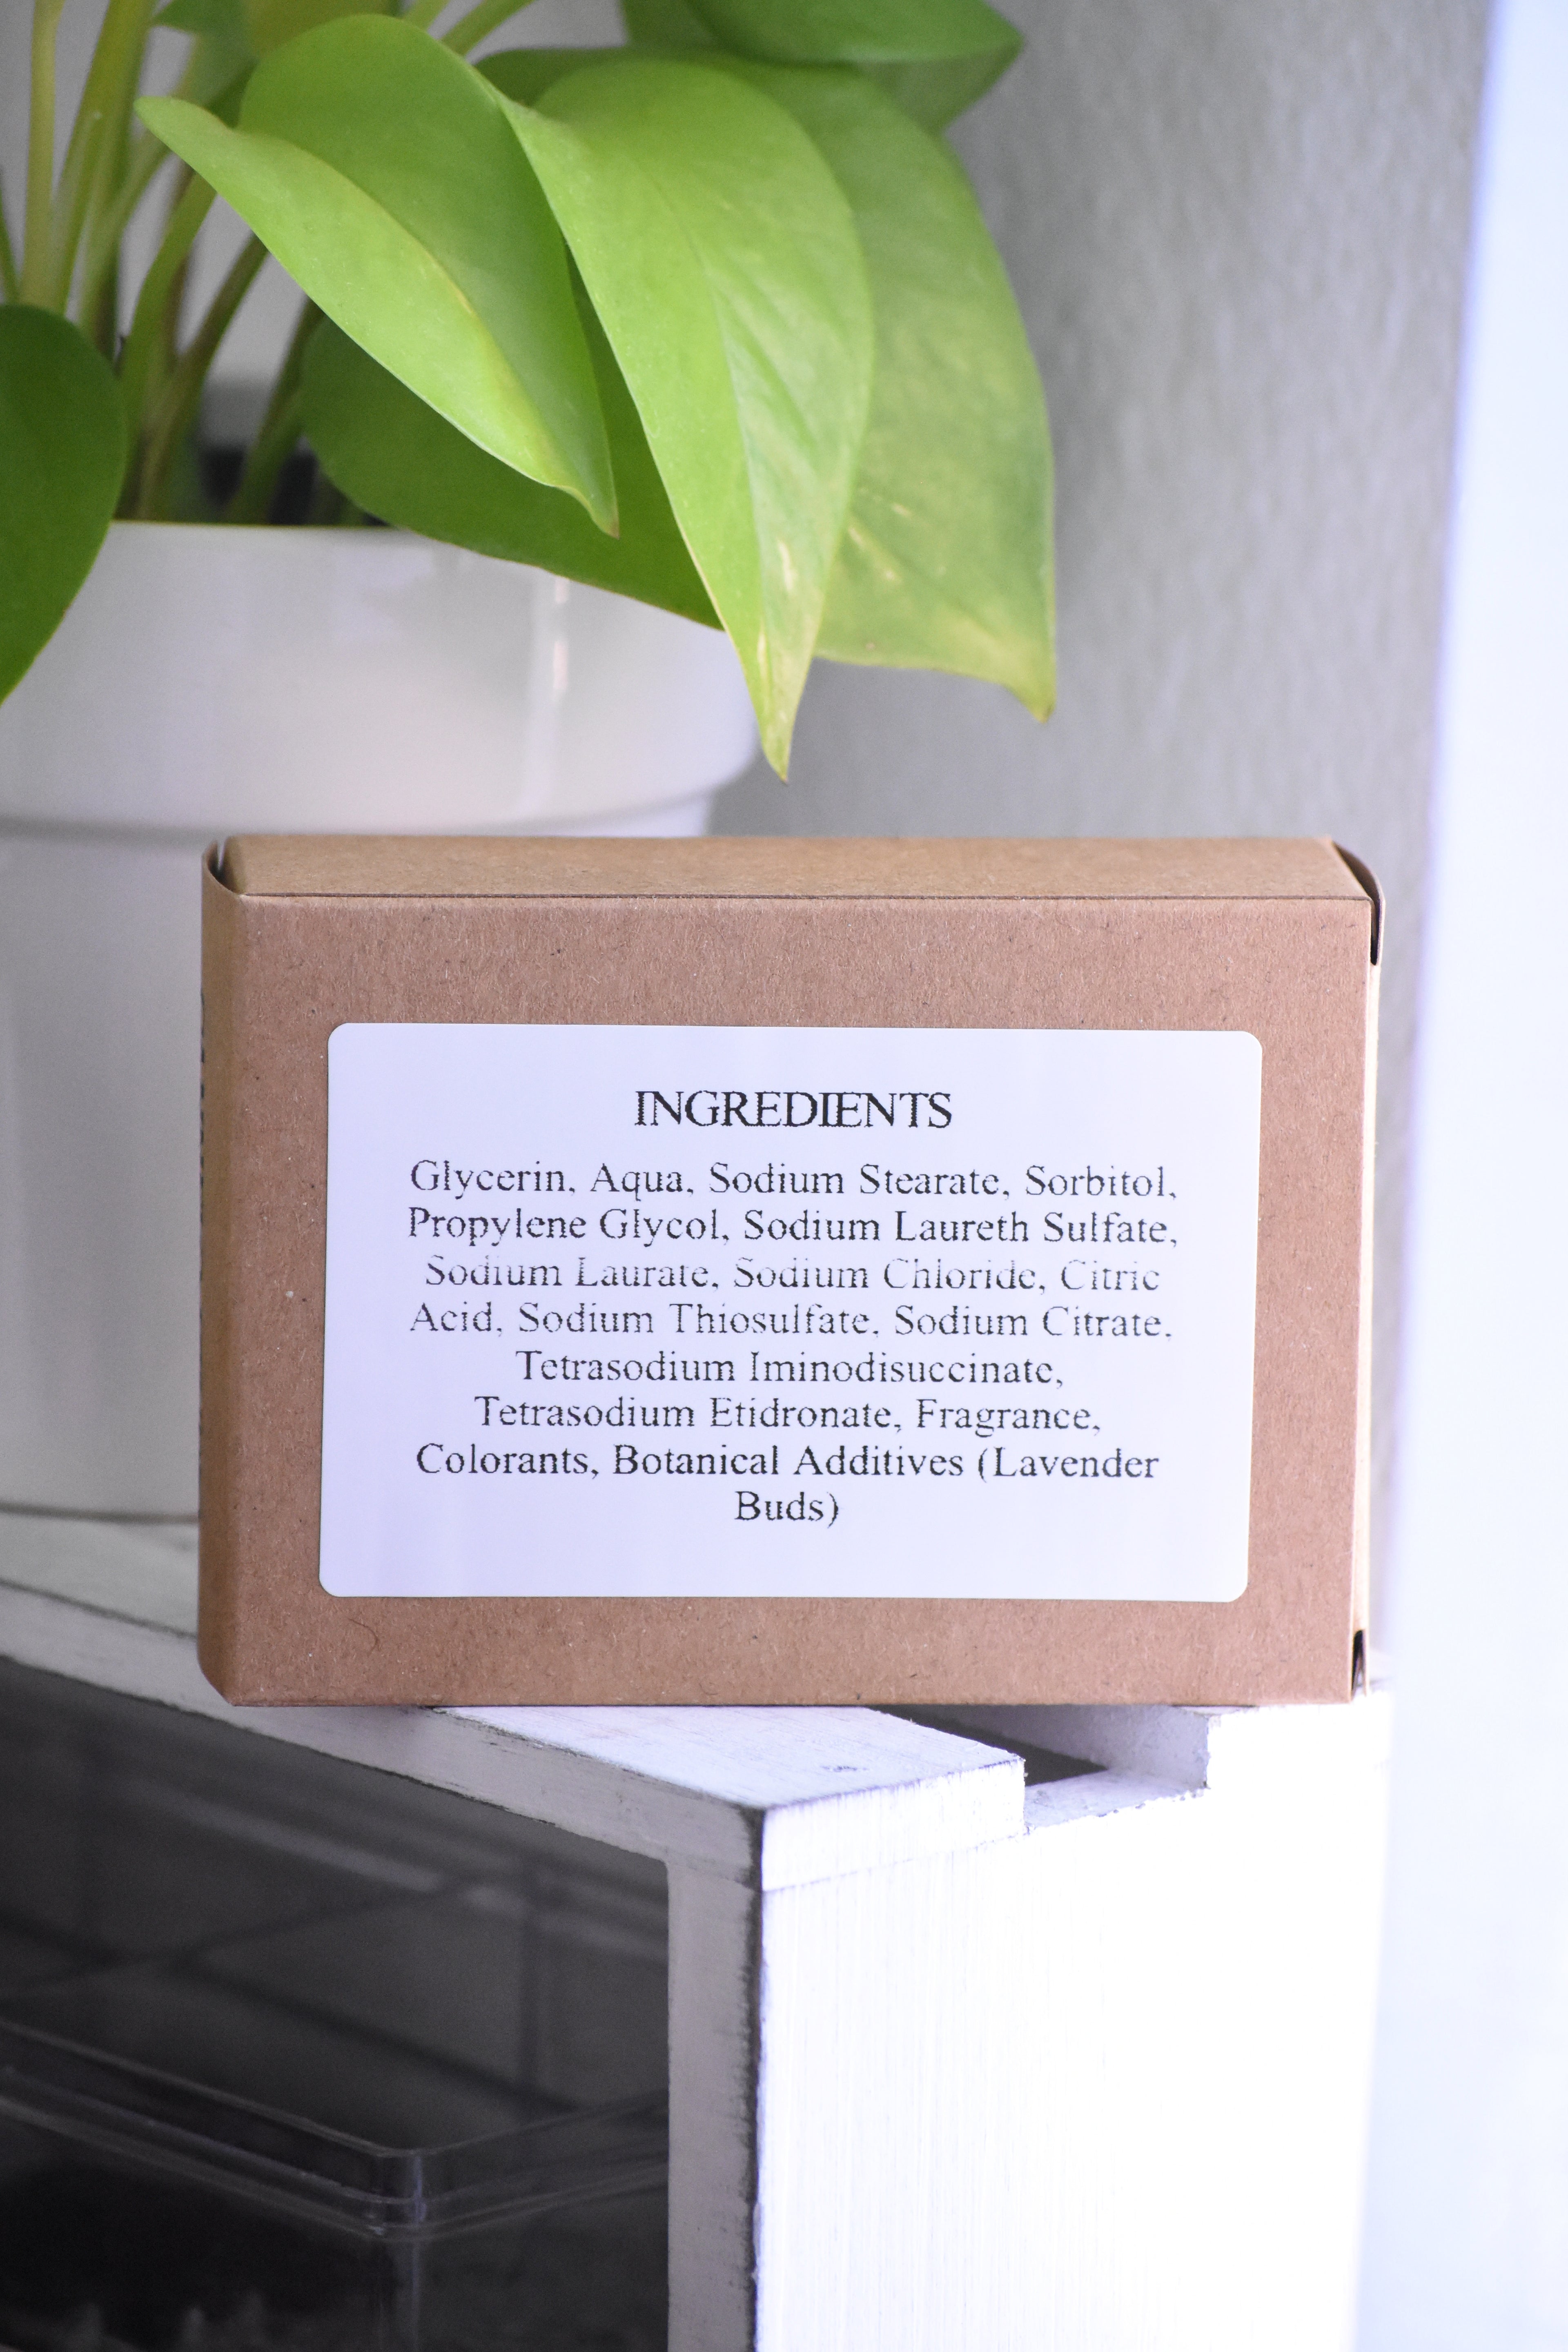 INGREDIENTS
Glycerin, Aqua, Sodium Stearate, Sorbitol,
Propylene Glycol, Sodium Laureth Sulfate,
Sodium Laurate, Sodium Chloride, Citric
Acid, Sodium Thiosulfate, Sodium Citrate,
Tetrasodium Iminodisuccinate,
Tetrasodium Etidronate, Fragrance,
Colorants, Botanical Additives (Lavender
Buds)